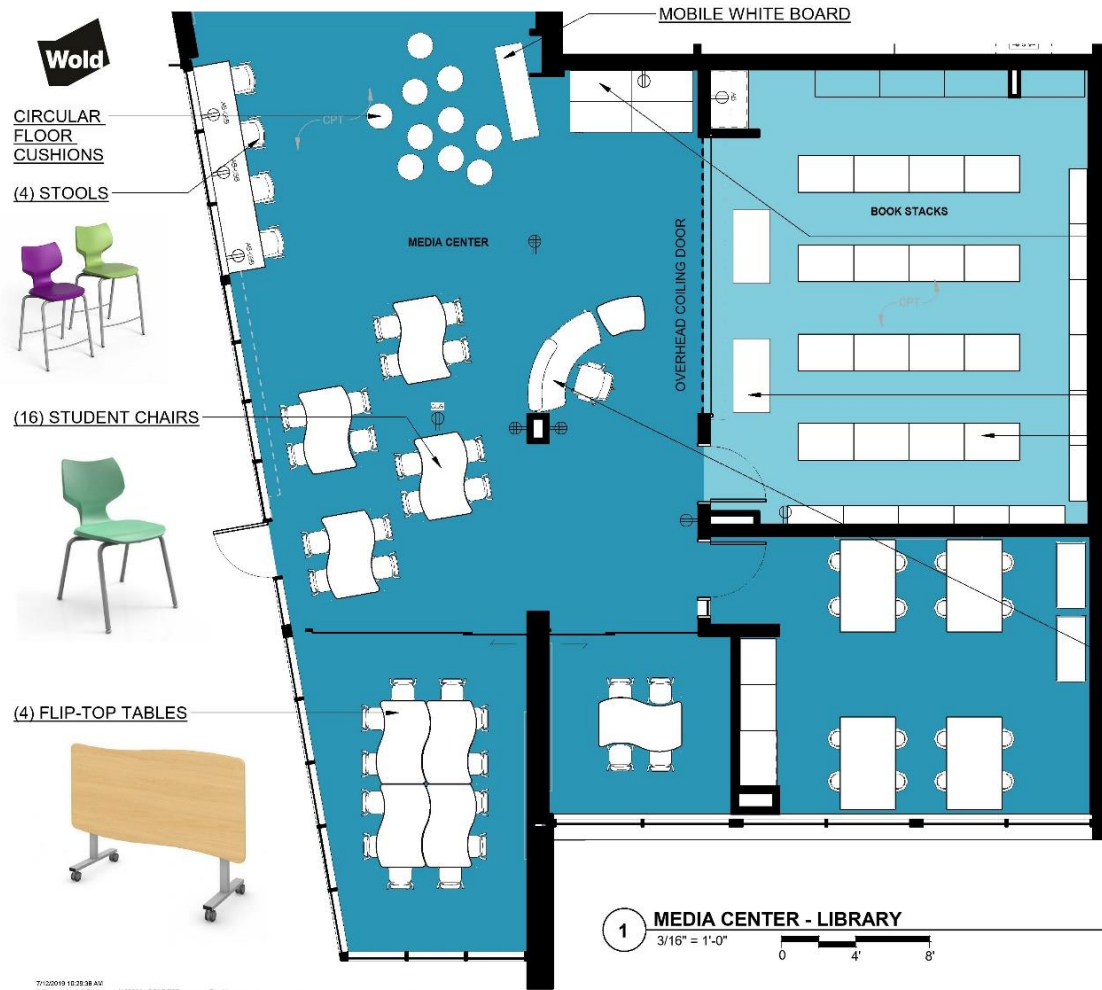 MOBILE WHITE BOARD
Wold
CIRCULAR
FLOOR
CUSHIONS
CPT
(4) STOOLS
BOOK STACKS
MEDIA CENTER
OVERHEAD COILING DOOR
CPT
(16) STUDENT CHAIRS
(4) FLIP-TOP TABLES
1
MEDIA CENTER - LIBRARY
3/16" = 1'-0"
0 4' 8'
7/12/2019 10:29:38 AM